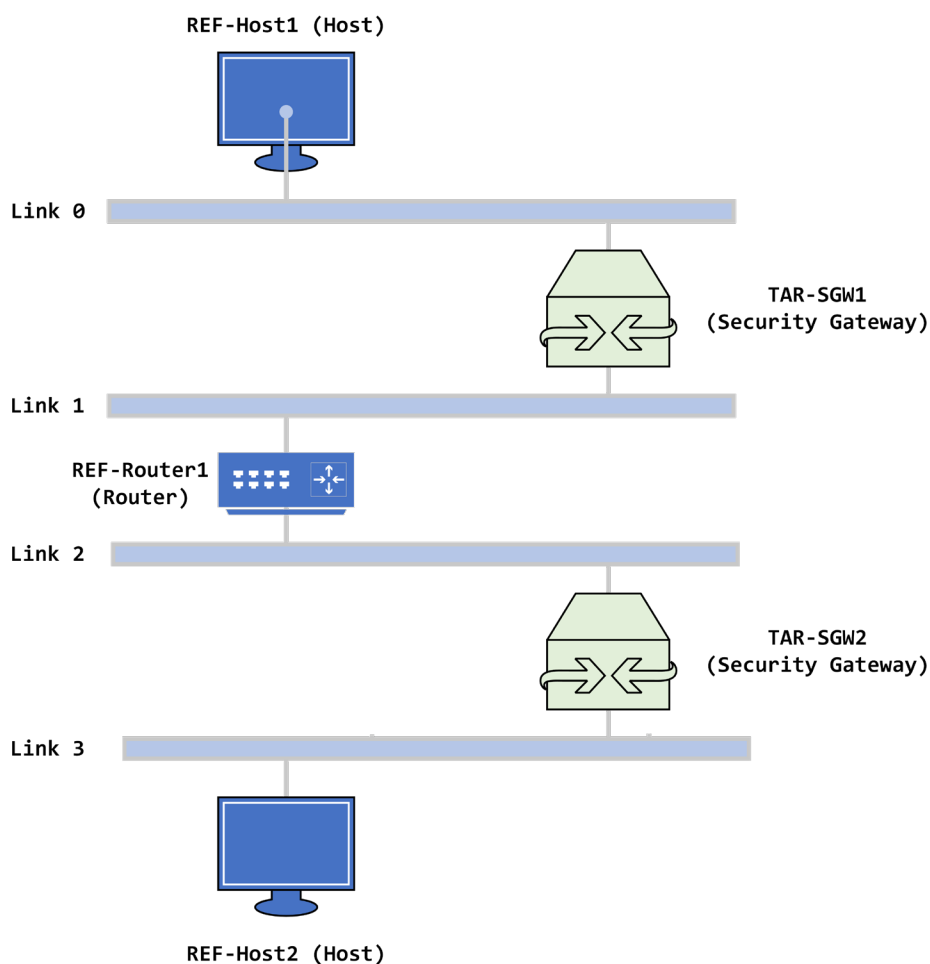 REF-Host1 (Host)
Link 0
TAR-SGW1
(Security Gateway)
Link 1
REF-Router1
(Router)
Link 2
TAR-SGW2
(Security Gateway)
Link 3
REF-Host2 (Host)